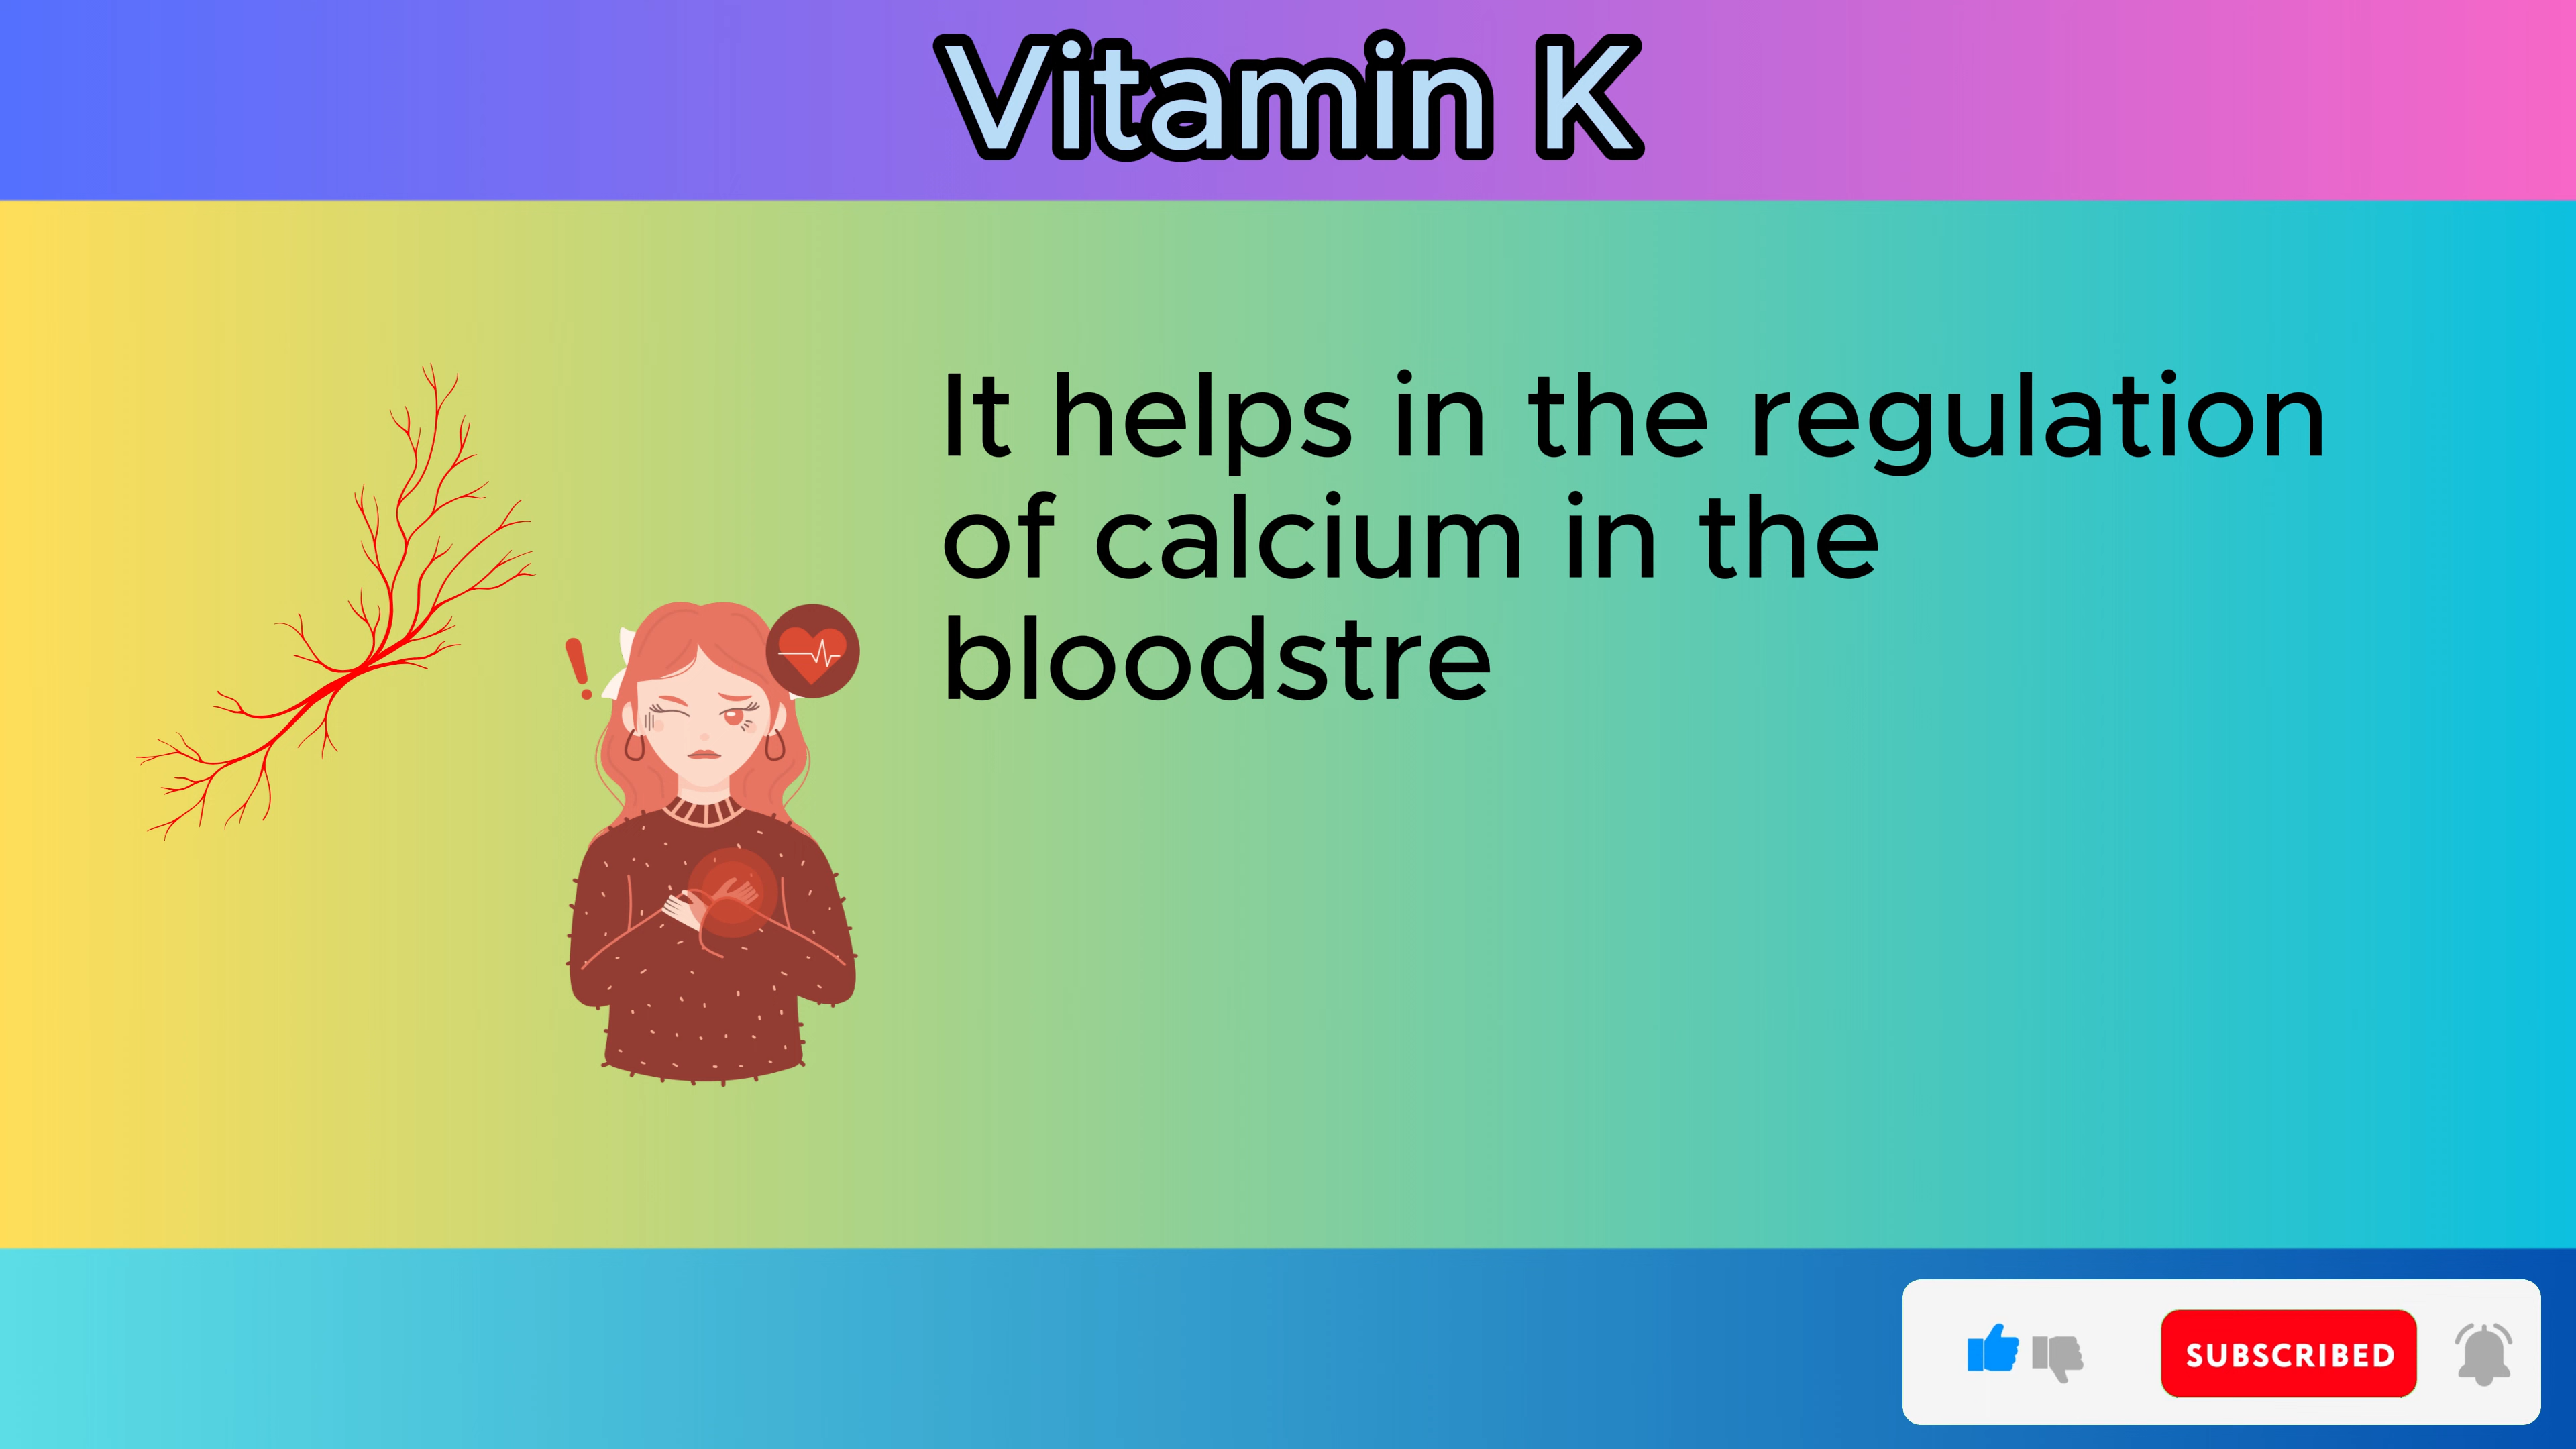 Vitamin K
It helps in the regulation
of calcium in the
bloodstre
SUBSCRIBED